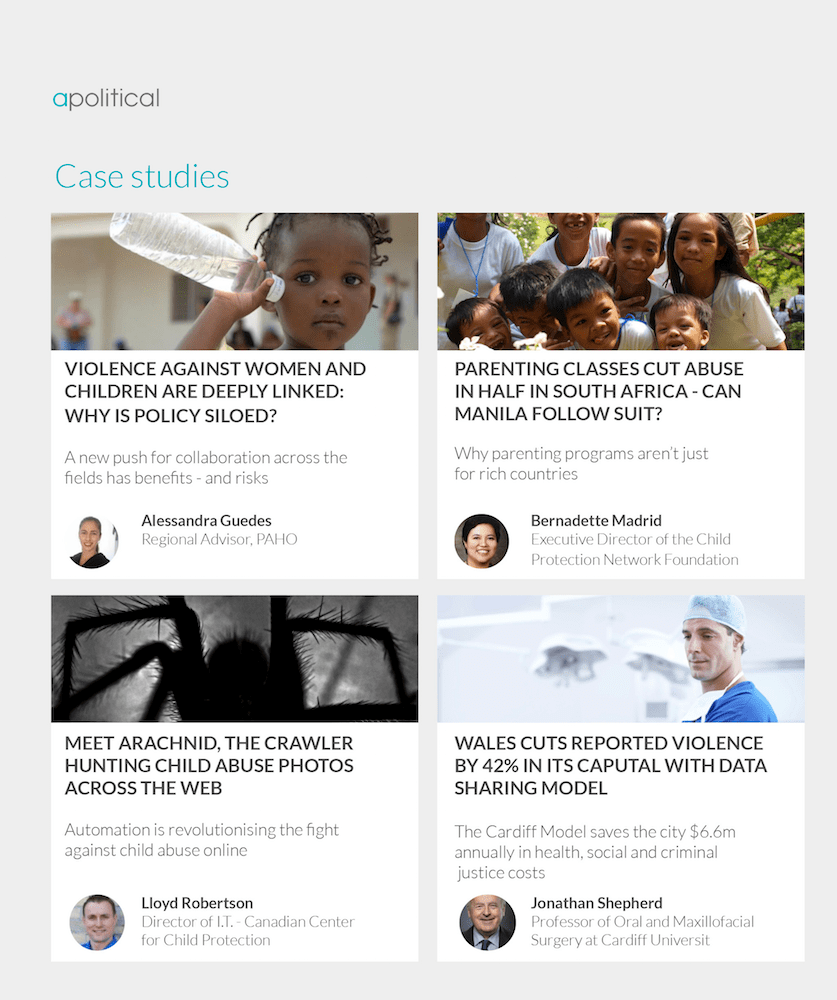 apolitical
Case studies
VIOLENCE AGAINST WOMEN AND
CHILDREN ARE DEEPLY LINKED:
WHY IS POLICY SILOED?
A new push for collaboration across the
fields has benefits - and risks
Alessandra Guedes
Regional Advisor, PAHO
PARENTING CLASSES CUT ABUSE
IN HALF IN SOUTH AFRICA - CAN
MANILA FOLLOW SUIT?
Why parenting programs aren't just
for rich countries
Bernadette Madrid
Executive Director of the Child
Protection Network Foundation
MEET ARACHNID, THE CRAWLER
HUNTING CHILD ABUSE PHOTOS
ACROSS THE WEB
Automation is revolutionising the fight
against child abuse online
Lloyd Robertson
Director of I.T. - Canadian Center
for Child Protection
WALES CUTS REPORTED VIOLENCE
BY 42% IN ITS CAPUTAL WITH DATA
SHARING MODEL
The Cardiff Model saves the city $6.6m
annually in health, social and criminal
justice costs
Jonathan Shepherd
Professor of Oral and Maxillofacial
Surgery at Cardiff Universit